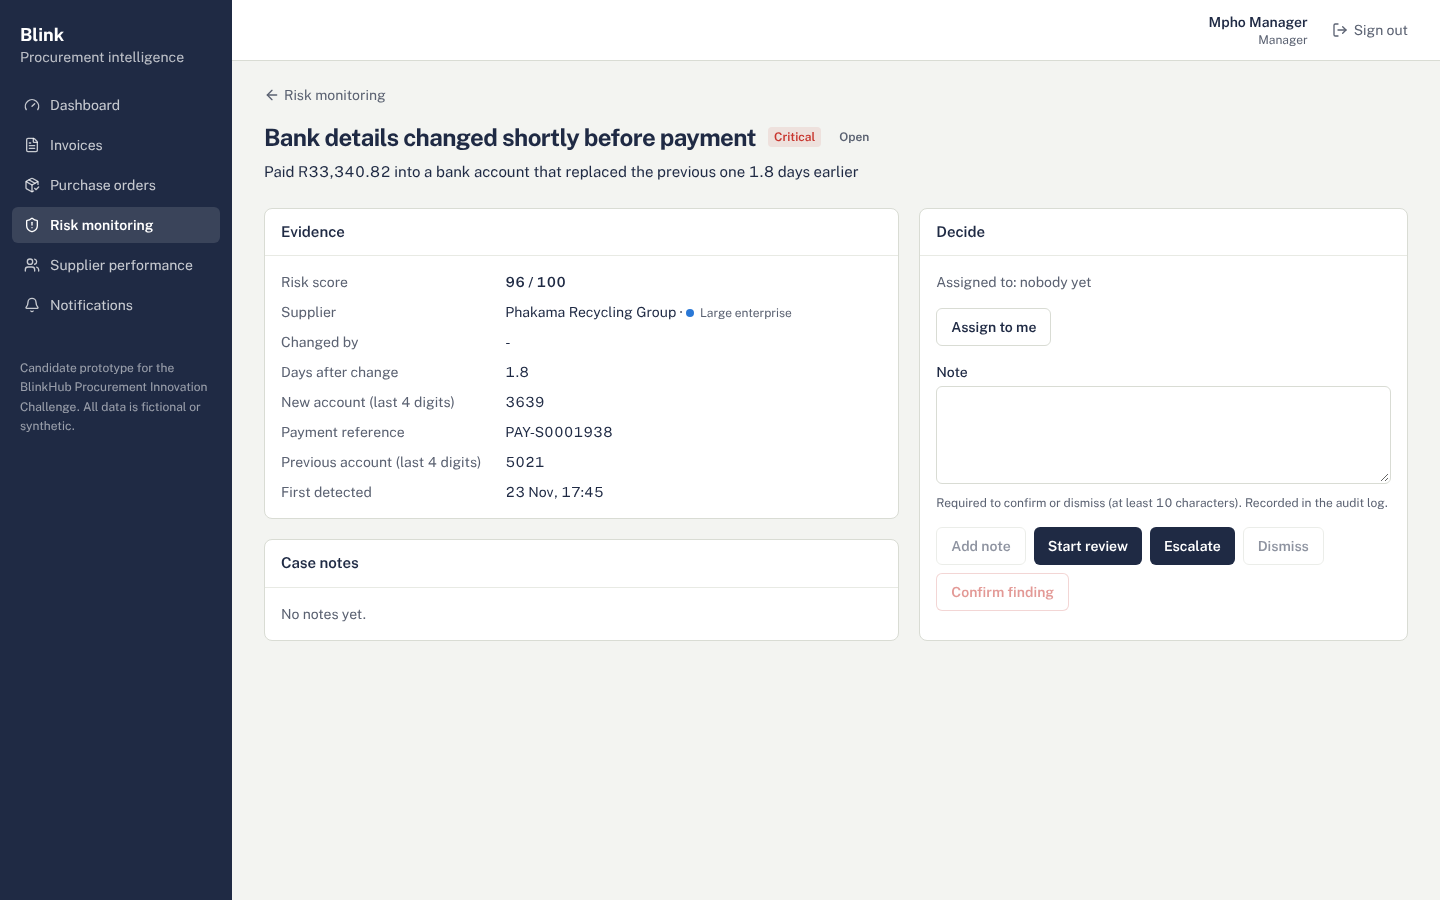 Blink
Procurement intelligence
Dashboard
Invoices
Purchase orders
Risk monitoring
Supplier performance
Notifications
Candidate prototype for the
BlinkHub Procurement Innovation
Challenge. All data is fictional or
synthetic.
Mpho Manager
Manager
Sign out
Risk monitoring
Bank details changed shortly before payment Critical Open
Paid R33,340.82 into a bank account that replaced the previous one 1.8 days earlier
Evidence
Risk score 96 / 100
Supplier Phakama Recycling Group · Large enterprise
Changed by -
Days after change 1.8
New account (last 4 digits) 3639
Payment reference PAY-S0001938
Previous account (last 4 digits) 5021
First detected 23 Nov, 17:45
Case notes
No notes yet.
Decide
Assigned to: nobody yet
Assign to me
Note
Required to confirm or dismiss (at least 10 characters). Recorded in the audit log.
Add note Start review Escalate Dismiss
Confirm finding